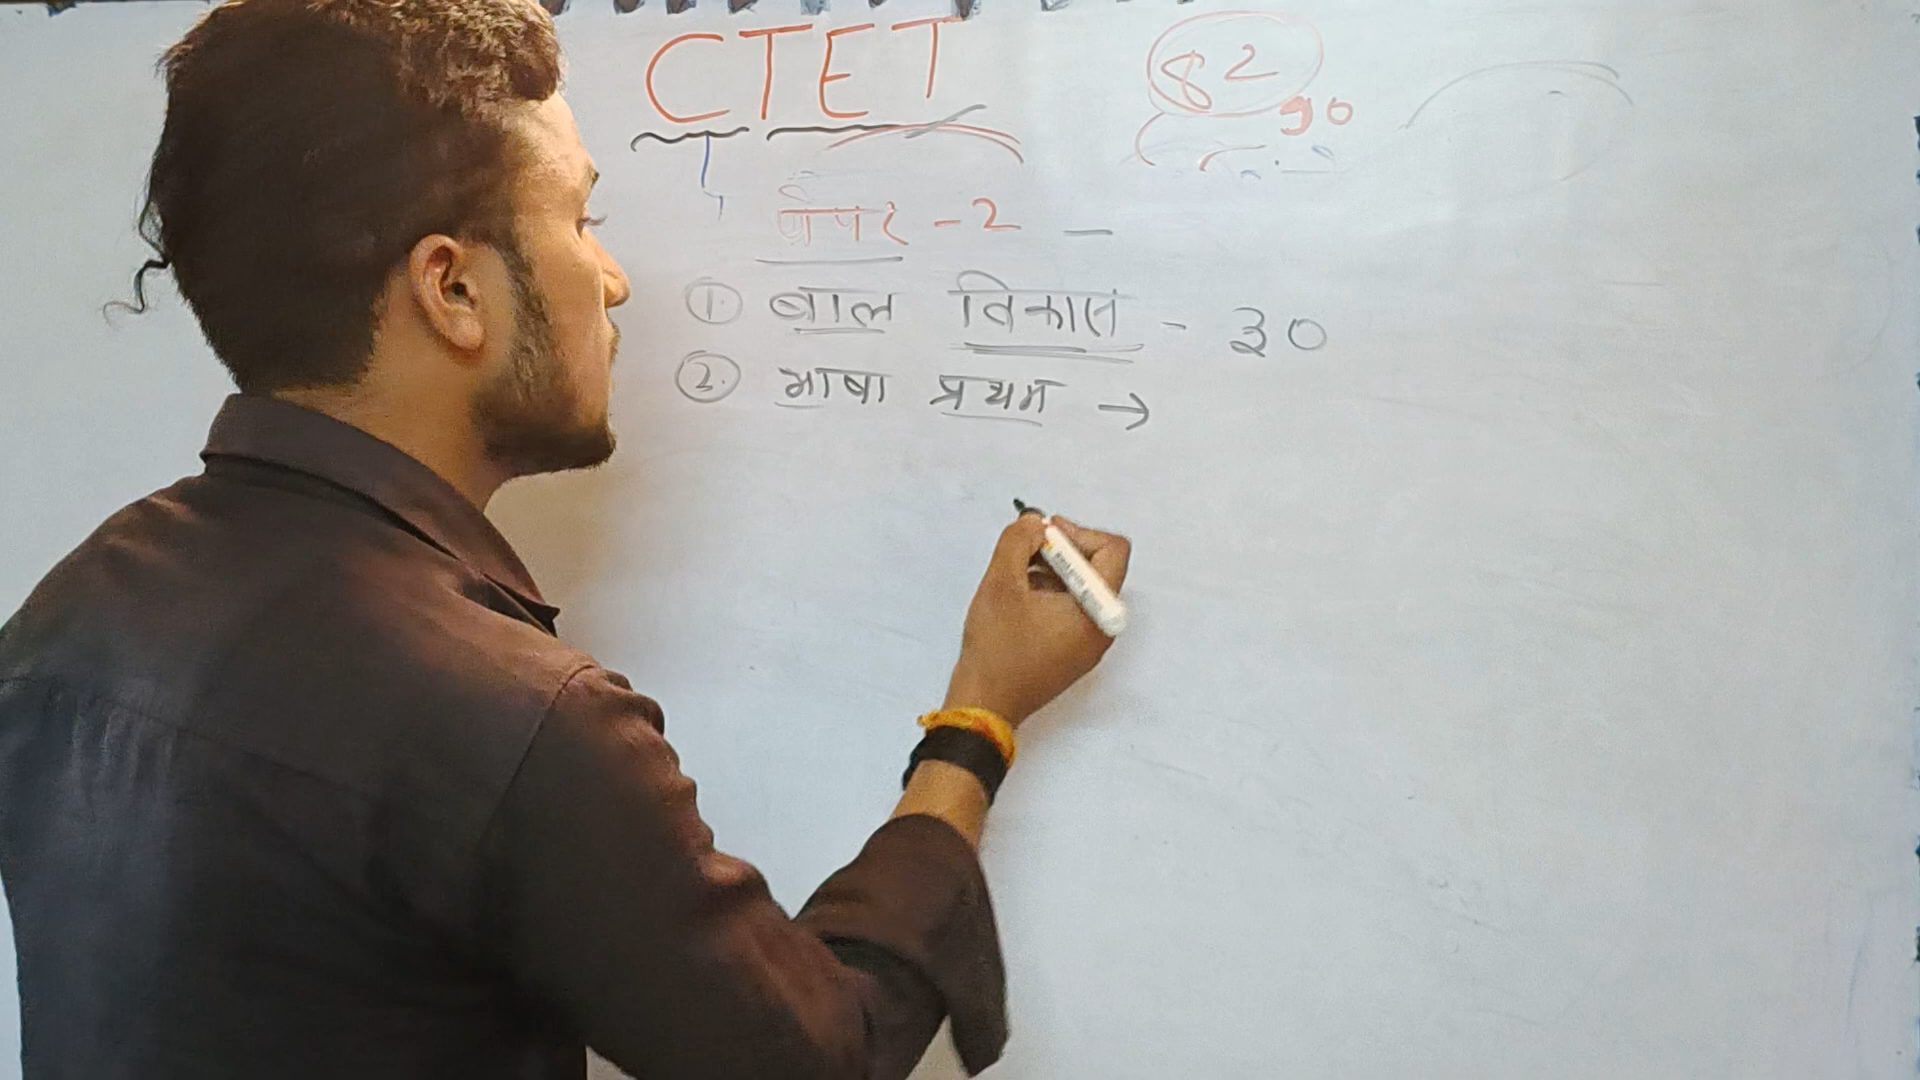 CTET
82
90
पेपर - 2 -
1. बाल विकास - 30
2. भाषा प्रथम →